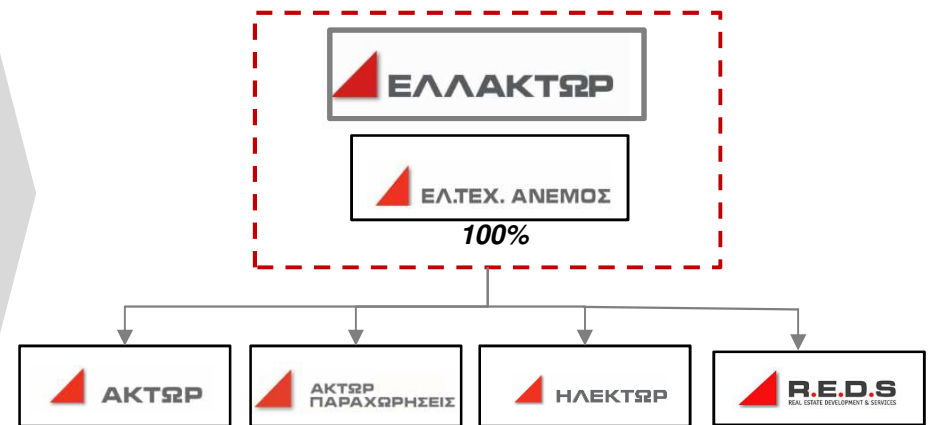 ΕΛΛΑΚΤΩΡ
ΕΛ.ΤΕΧ. ΑΝΕΜΟΣ
100%
ΑΚΤΩΡ
ΑΚΤΩΡ
ΠΑΡΑΧΩΡΗΣΕΙΣ
ΗΛΕΚΤΩΡ
R.E.D.S
REAL ESTATE DEVELOPMENT & SERVICES